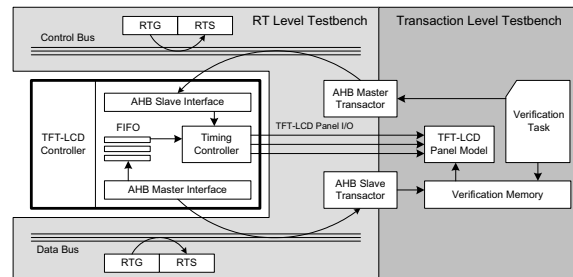 RT Level Testbench
Transaction Level Testbench
Control Bus
RTG
RTS
AHB Slave Interface
AHB Master
Transactor
Verification
Task
TFT-LCD
Controller
FIFO
Timing
Controller
TFT-LCD Panel I/O
TFT-LCD
Panel Model
AHB Master Interface
AHB Slave
Transactor
Verification Memory
Data Bus
RTG
RTS